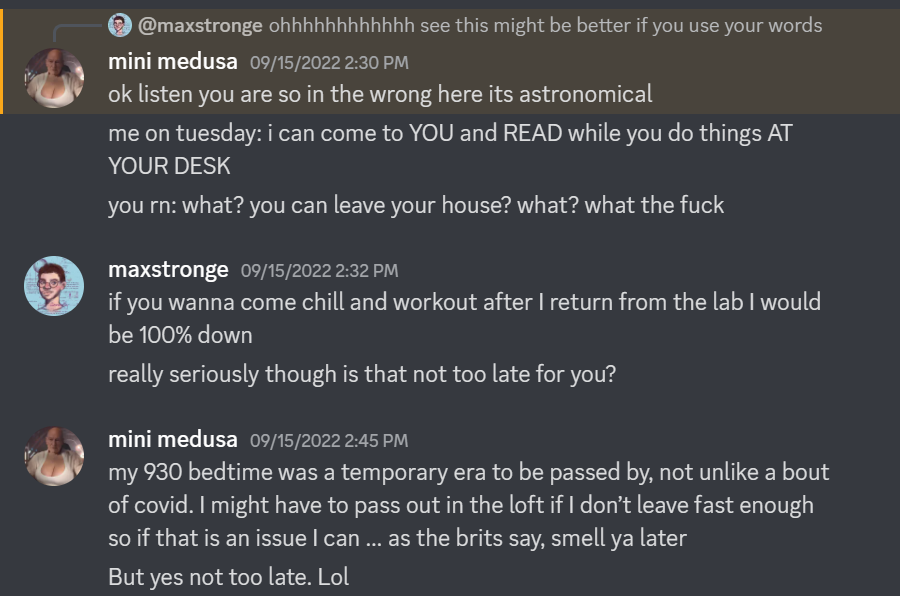 @maxstronge ohhhhhhhhhhhh see this might be better if you use your words
mini medusa 09/15/2022 2:30 PM
ok listen you are so in the wrong here its astronomical
me on tuesday: i can come to YOU and READ while you do things AT
YOUR DESK
you rn: what? you can leave your house? what? what the fuck
maxstronge 09/15/2022 2:32 PM
if you wanna come chill and workout after I return from the lab I would
be 100% down
really seriously though is that not too late for you?
mini medusa 09/15/2022 2:45 PM
my 930 bedtime was a temporary era to be passed by, not unlike a bout
of covid. I might have to pass out in the loft if I don’t leave fast enough
so if that is an issue I can ... as the brits say, smell ya later
But yes not too late. Lol